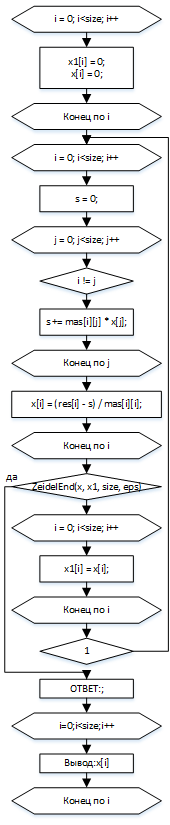 i = 0; i<size; i++
x1[i] = 0;
x[i] = 0;
Конец по i
i = 0; i<size; i++
s = 0;
j = 0; j<size; j++
i != j
s += mas[i][j] * x[j];
Конец по j
x[i] = (res[i] - s) / mas[i][i];
Конец по i
да
ZeidelEnd(x, x1, size, eps)
i = 0; i<size; i++
x1[i] = x[i];
Конец по i
1
ОТВЕТ:;
i=0;i<size;i++
Вывод:x[i]
Конец по i